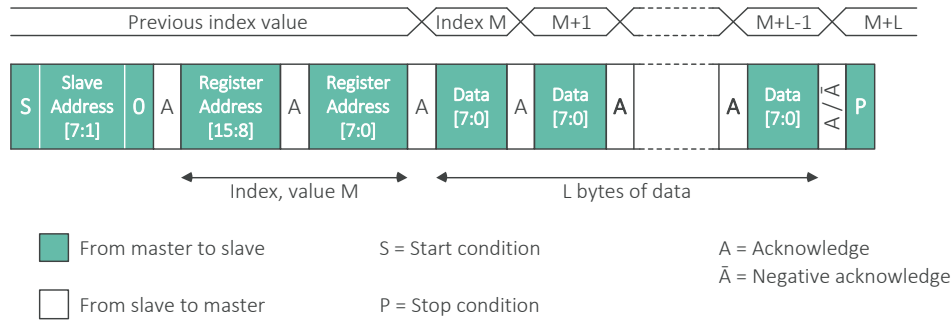 Previous index value Index M M+1 M+L-1 M+L
S Slave Address [7:1] 0 A Register Address [15:8] A Register Address [7:0] A Data [7:0] A Data [7:0] A A Data [7:0] A / Ā P
Index, value M L bytes of data
From master to slave S = Start condition A = Acknowledge
Ā = Negative acknowledge
From slave to master P = Stop condition